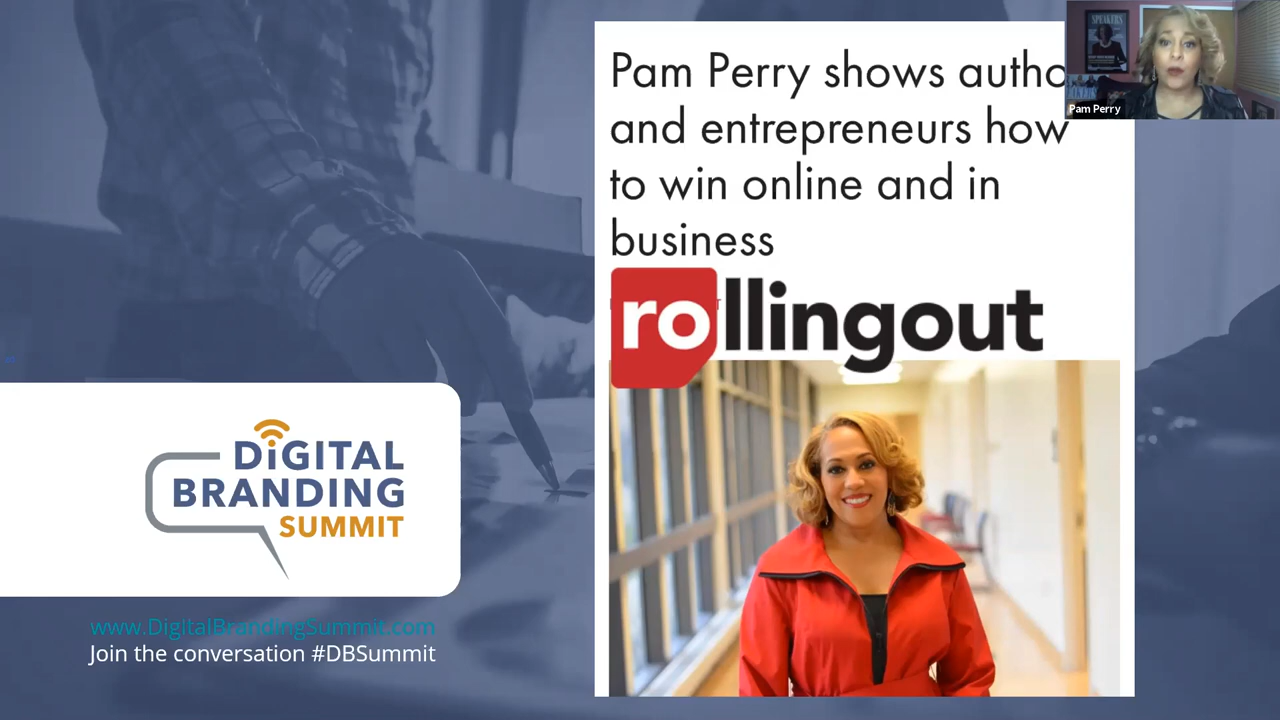 Pam Perry shows autho
and entrepreneurs how
to win online and in
business
rollingout
SPEAKERS
Pam Perry
DiGITAL
BRANDING
SUMMIT
www.DigitalBrandingSummit.com
Join the conversation #DBSummit